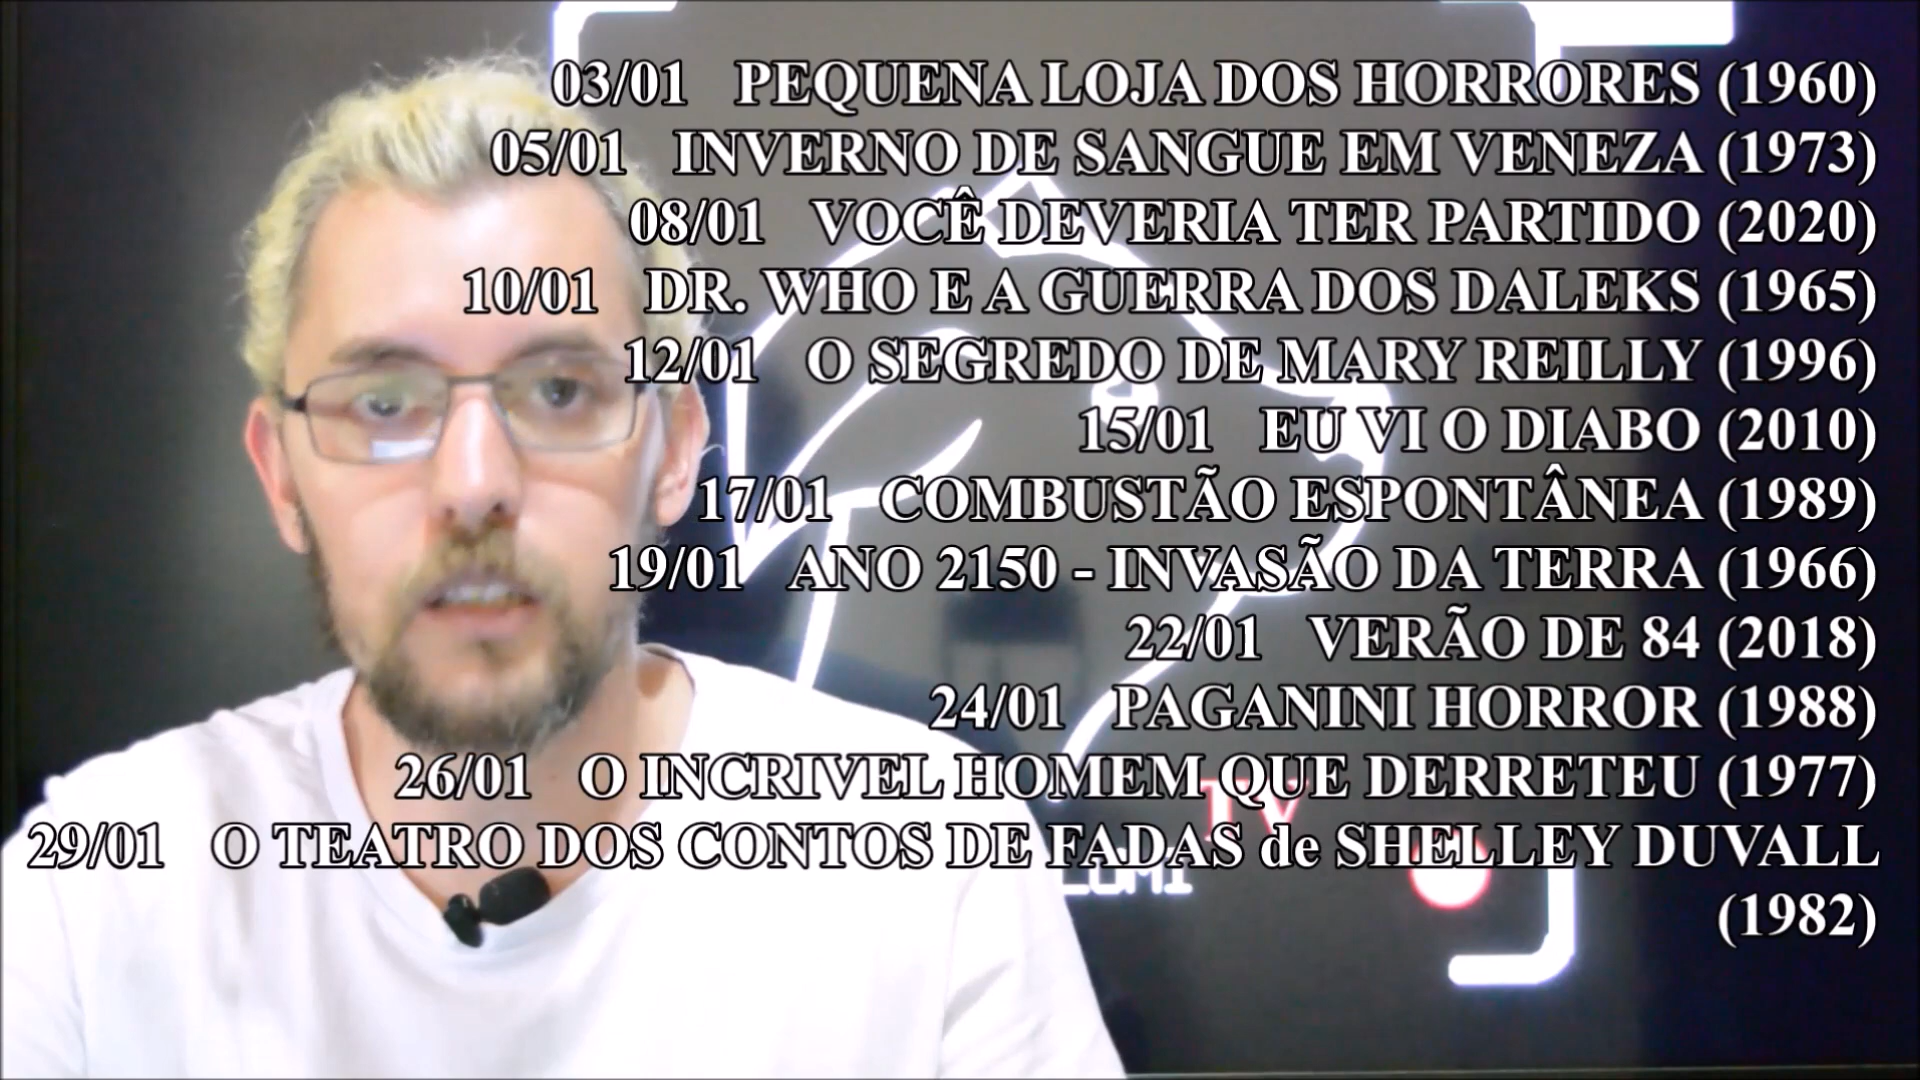 03/01 PEQUENA LOJA DOS HORRORES (1960)
05/01 INVERNO DE SANGUE EM VENEZA (1973)
08/01 VOCÊ DEVERIA TER PARTIDO (2020)
10/01 DR. WHO E A GUERRA DOS DALEKS (1965)
12/01 O SEGREDO DE MARY REILLY (1996)
15/01 EU VI O DIABO (2010)
17/01 COMBUSTÃO ESPONTÂNEA (1989)
19/01 ANO 2150 - INVASÃO DA TERRA (1966)
22/01 VERÃO DE 84 (2018)
24/01 PAGANINI HORROR (1988)
26/01 O INCRIVEL HOMEM QUE DERRETEU (1977)
29/01 O TEATRO DOS CONTOS DE FADAS de SHELLEY DUVALL
(1982)
TV